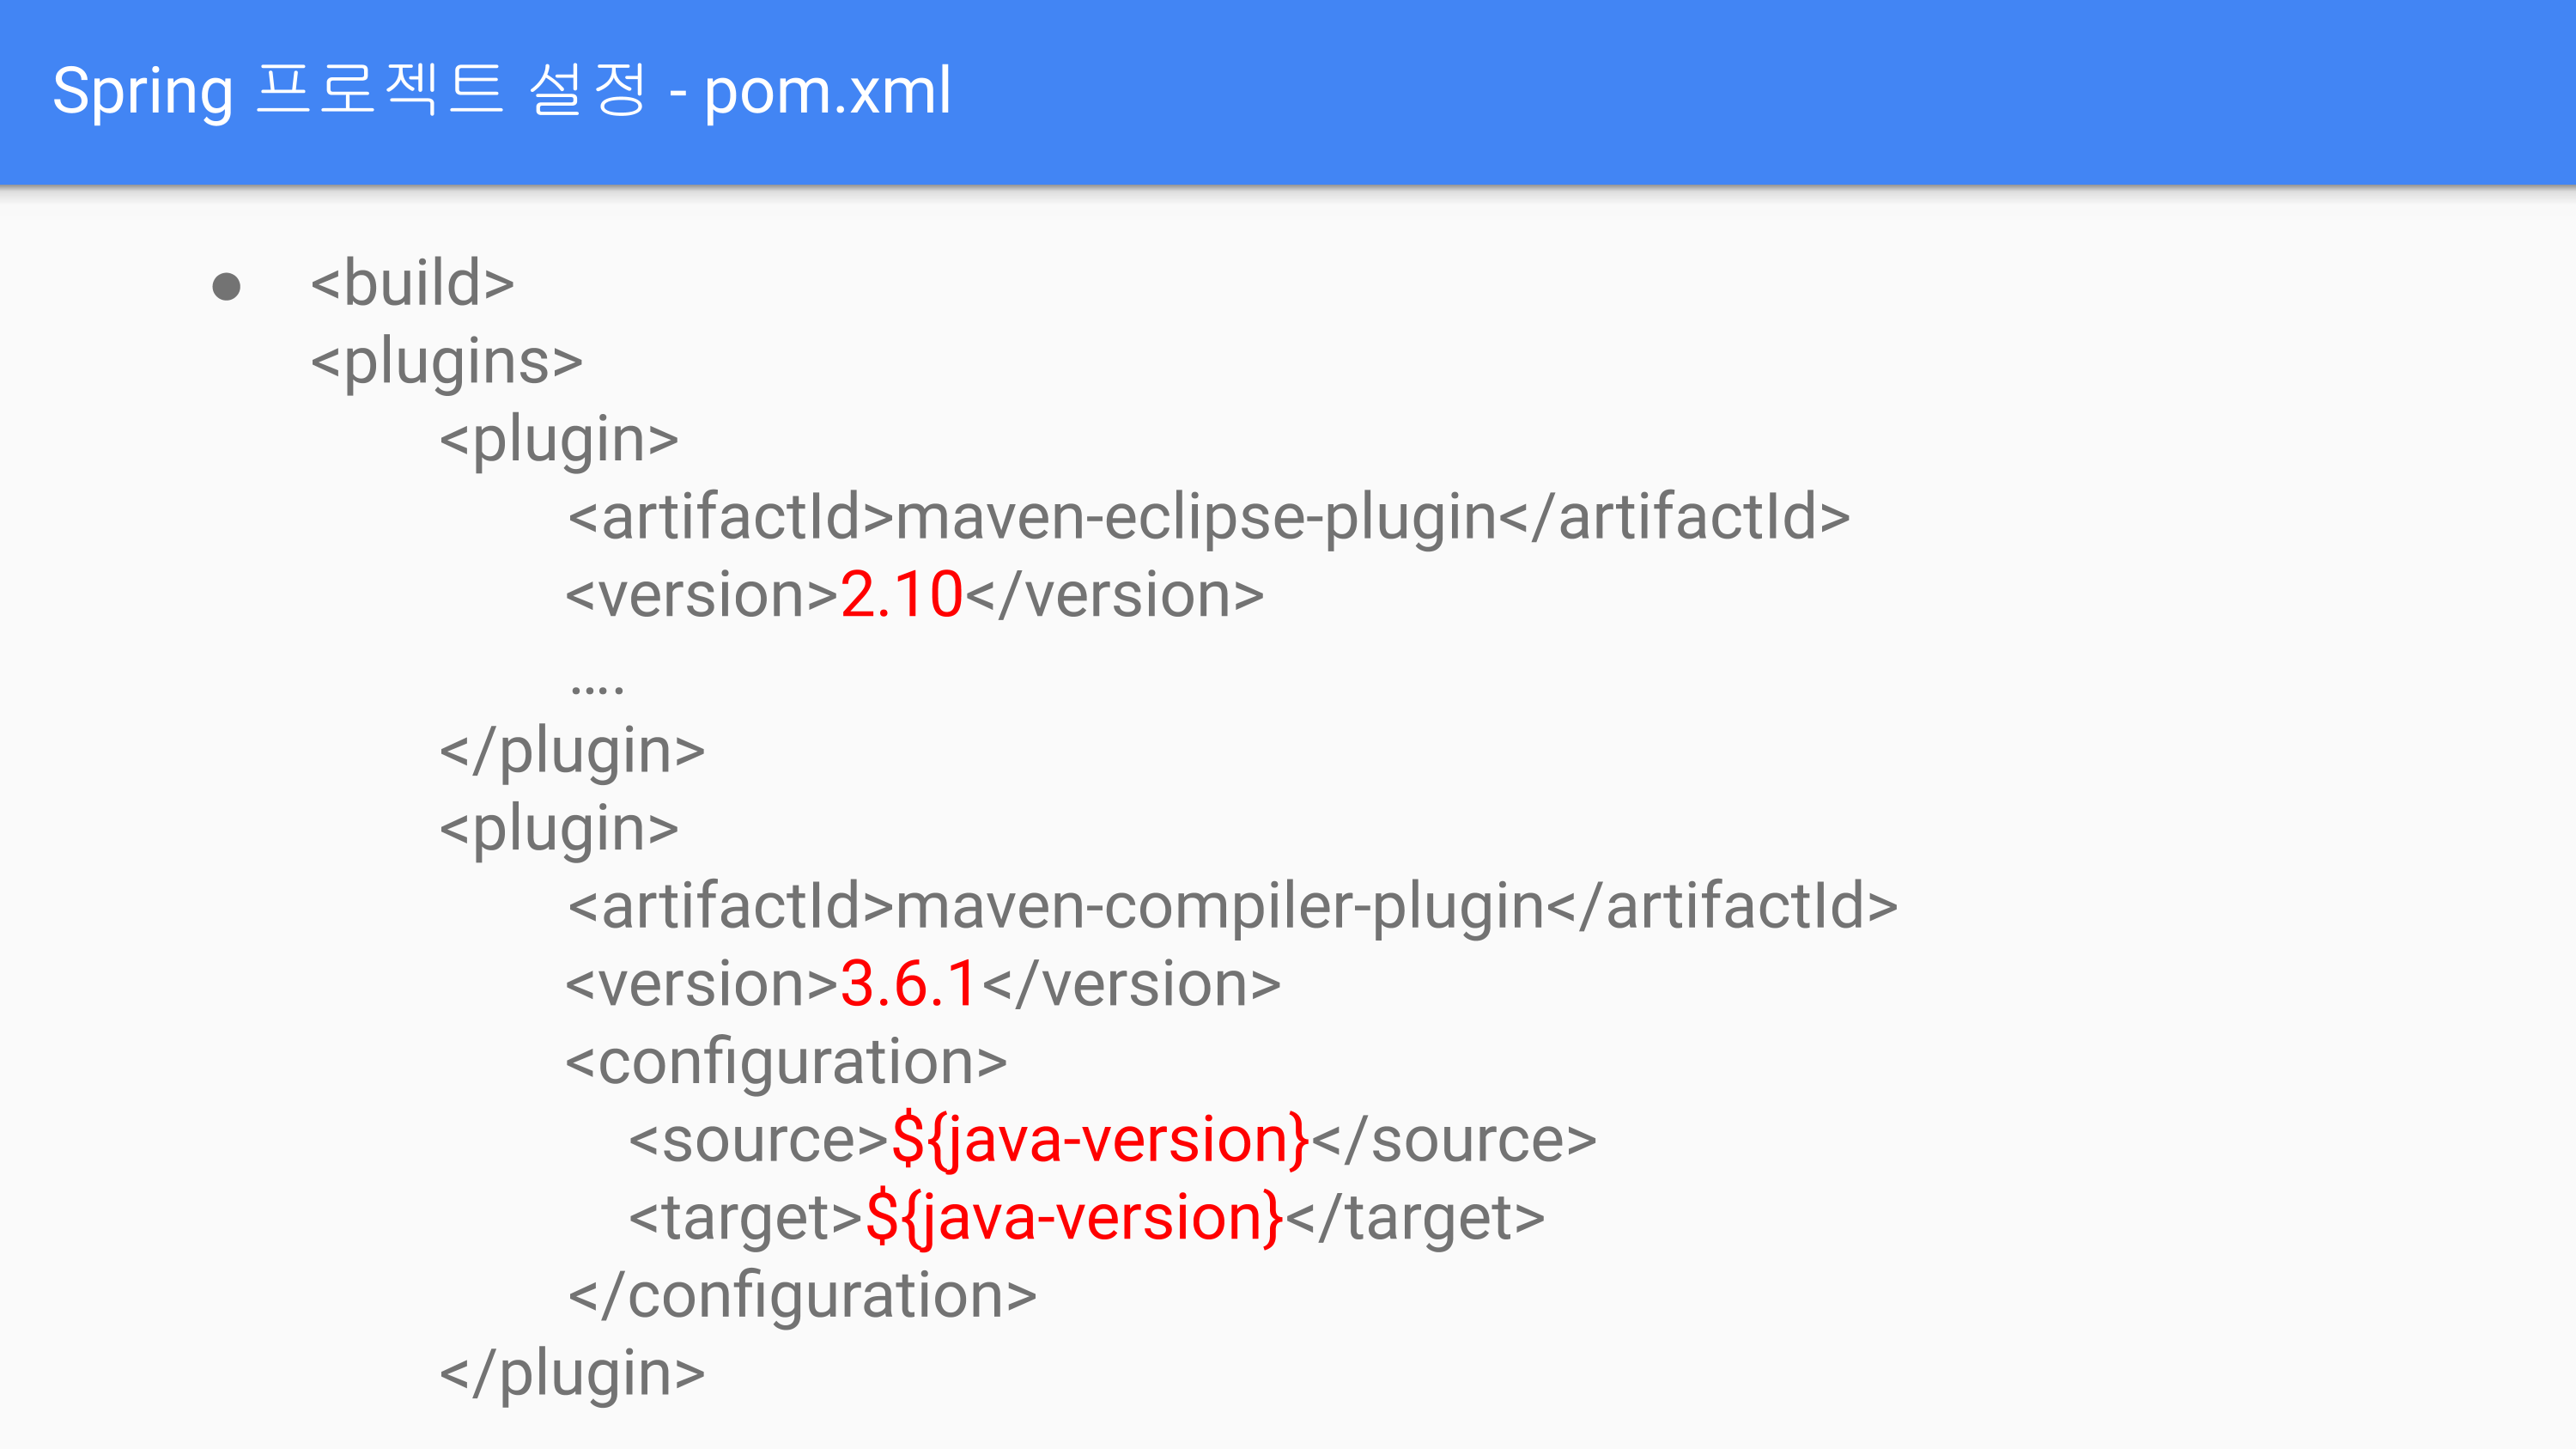 Spring 프로젝트 설정 - pom.xml
● <build>
<plugins>
<plugin>
<artifactId>maven-eclipse-plugin</artifactId>
<version>2.10</version>
….
</plugin>
<plugin>
<artifactId>maven-compiler-plugin</artifactId>
<version>3.6.1</version>
<configuration>
<source>${java-version}</source>
<target>${java-version}</target>
</configuration>
</plugin>